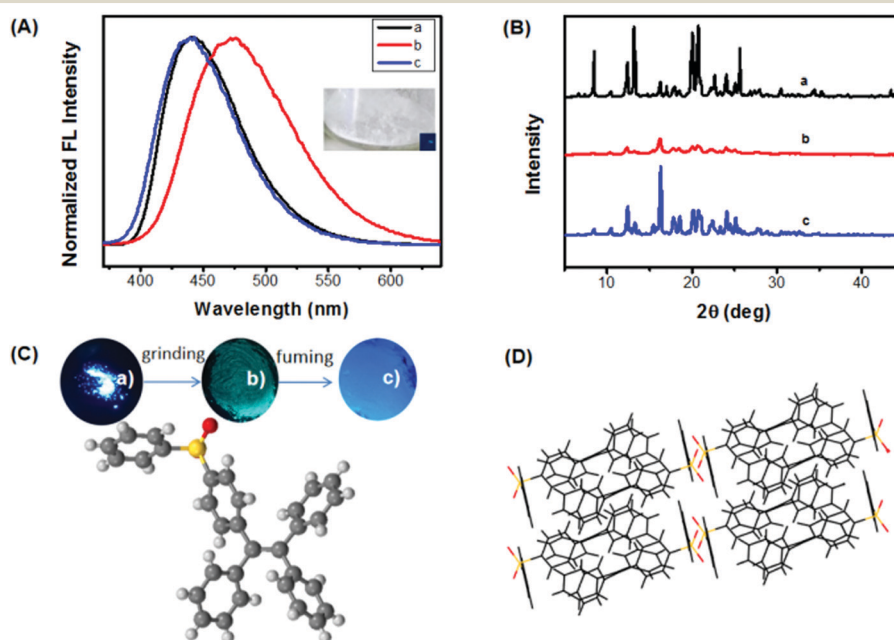 (A)
Normalized FL Intensity
a
b
c
400 450 500 550 600
Wavelength (nm)
(B)
Intensity
a
b
c
10 20 30 40
2θ (deg)
(C)
a)
grinding
b)
fuming
c)
(D)